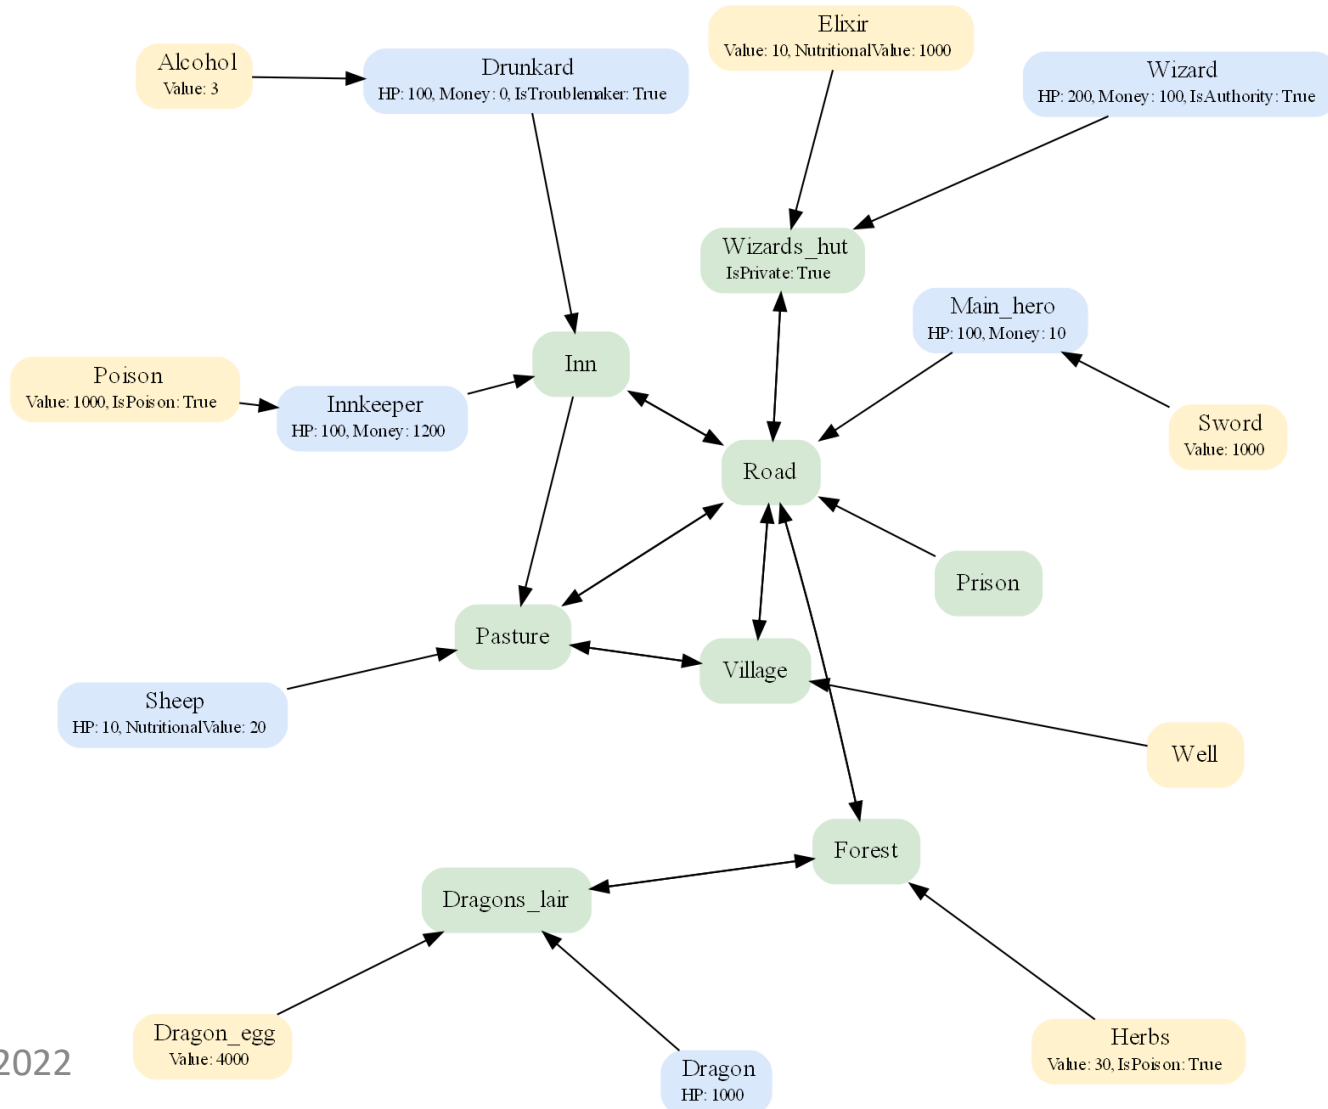 Elixir
Value: 10, NutritionalValue: 1000
Alcohol
Value: 3
Drunkard
HP: 100, Money: 0, IsTroublemaker: True
Wizard
HP: 200, Money: 100, IsAuthority: True
Wizards_hut
IsPrivate: True
Main_hero
HP: 100, Money: 10
Inn
Poison
Value: 1000, IsPoison: True
Innkeeper
HP: 100, Money: 1200
Sword
Value: 1000
Road
Prison
Pasture
Village
Sheep
HP: 10, NutritionalValue: 20
Well
Forest
Dragons_lair
Dragon_egg
Value: 4000
Herbs
Value: 30, IsPoison: True
Dragon
HP: 1000
2022